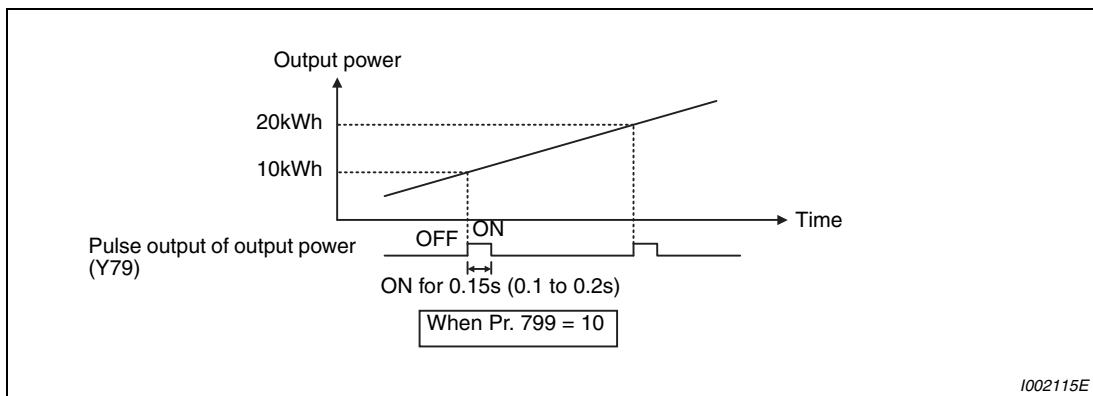 Output power
20kWh
10kWh
Time
Pulse output of output power
(Y79)
OFF
ON
ON for 0.15s (0.1 to 0.2s)
When Pr. 799 = 10
I002115E